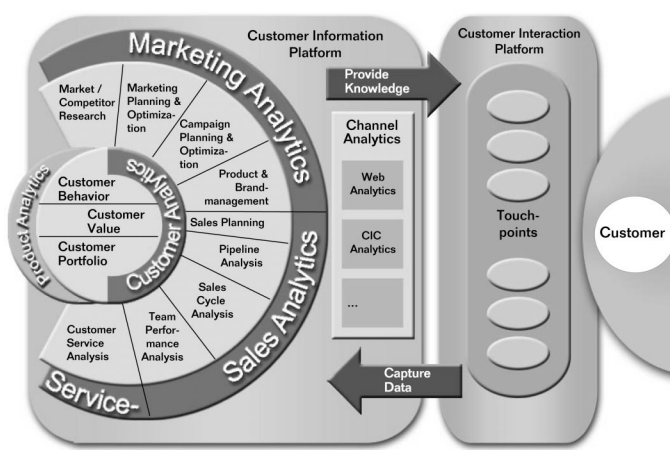 Customer Information
Platform
Customer Interaction
Platform
Marketing Analytics
Market /
Competitor
Research
Marketing
Planning &
Optimiza-
tion
Campaign
Planning &
Optimiza-
tion
Product &
Brand-
management
Product Analytics
Customer Analytics
Customer
Behavior
Customer
Value
Customer
Portfolio
Sales Planning
Pipeline
Analysis
Sales
Cycle
Analysis
Team
Perfor-
mance
Analysis
Customer
Service
Analysis
Sales Analytics
Service-
Provide
Knowledge
Channel
Analytics
Web
Analytics
CIC
Analytics
...
Capture
Data
Touch-
points
Customer